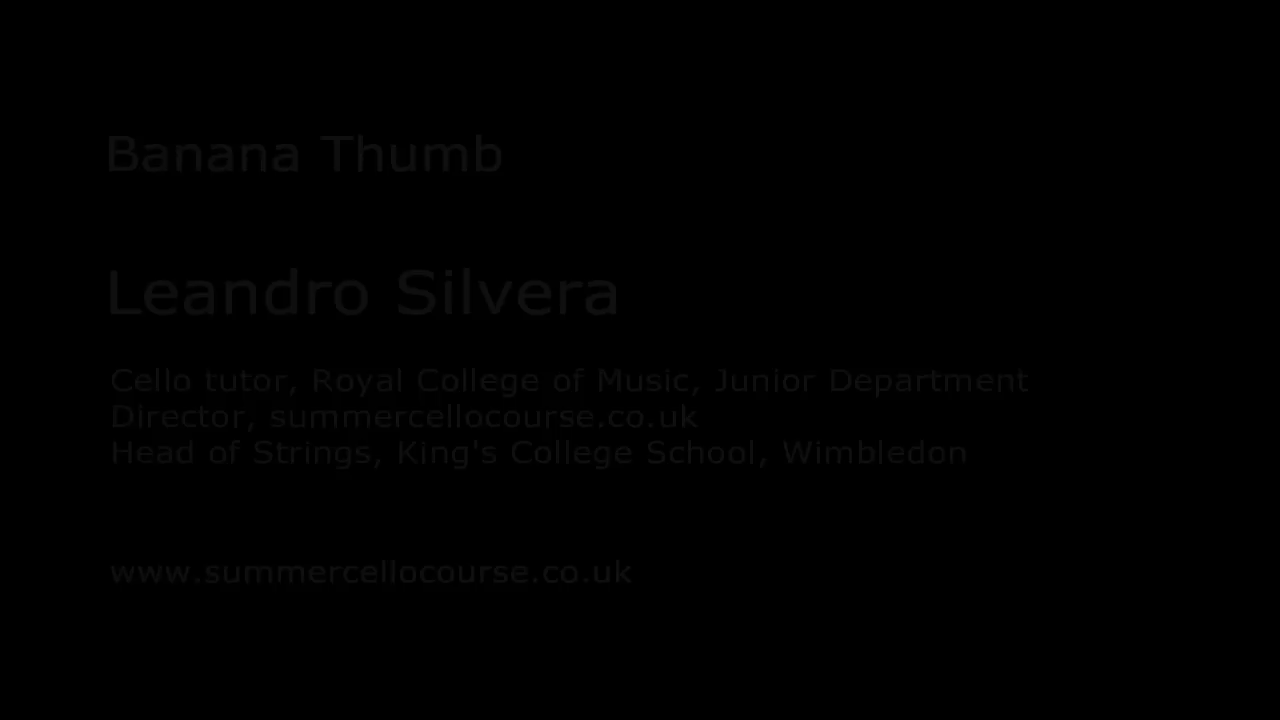 Banana Thumb
Leandro Silvera
Cello tutor, Royal College of Music, Junior Department
Director, summercellocourse.co.uk
Head of Strings, King's College School, Wimbledon
www.summercellocourse.co.uk